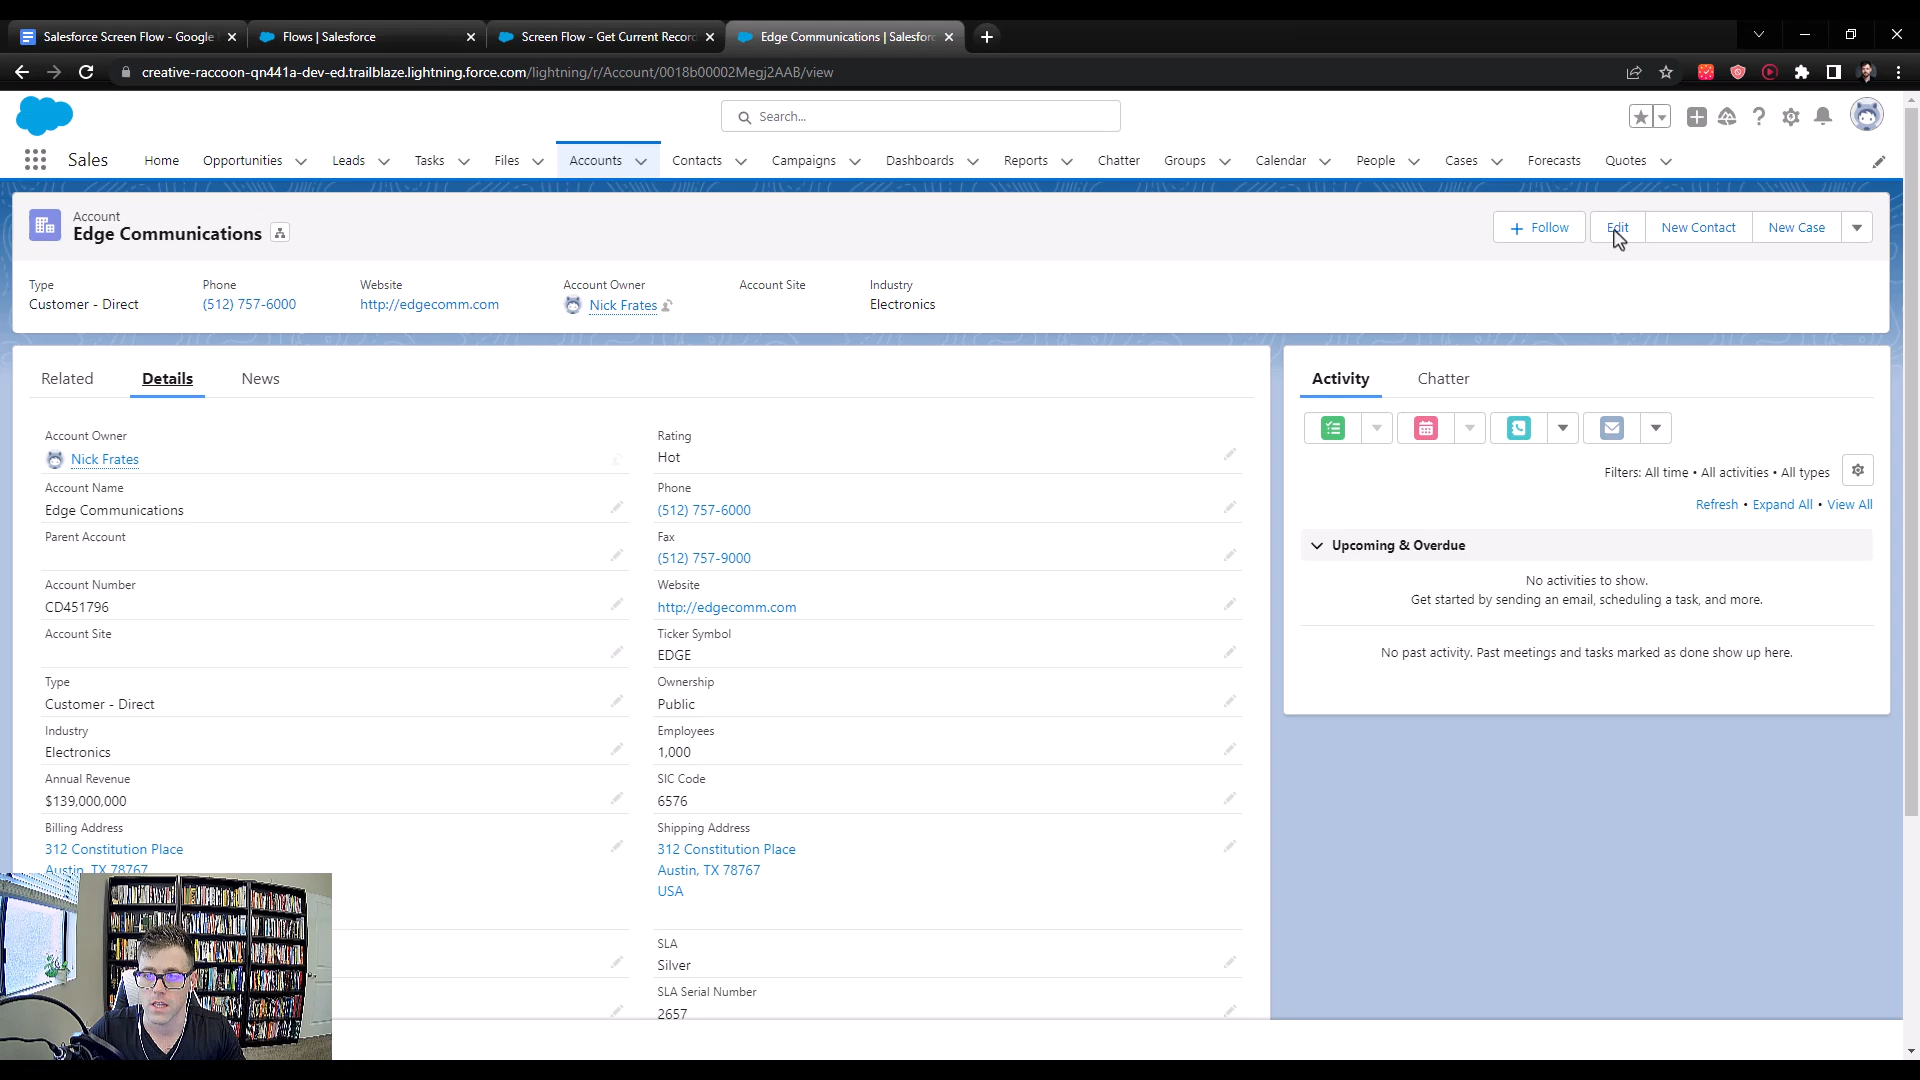 Salesforce Screen Flow - Google
Flows | Salesforce
Screen Flow - Get Current Record
Edge Communications | Salesforc
creative-raccoon-qn441a-dev-ed.trailblaze.lightning.force.com/lightning/r/Account/0018b00002Megj2AAB/view
Search...
Sales
Home
Opportunities
Leads
Tasks
Files
Accounts
Contacts
Campaigns
Dashboards
Reports
Chatter
Groups
Calendar
People
Cases
Forecasts
Quotes
Account
Edge Communications
Follow
Edit
New Contact
New Case
Type
Customer - Direct
Phone
(512) 757-6000
Website
http://edgecomm.com
Account Owner
Nick Frates
Account Site
Industry
Electronics
Related
Details
News
Account Owner
Nick Frates
Account Name
Edge Communications
Parent Account
Account Number
CD451796
Account Site
Type
Customer - Direct
Industry
Electronics
Annual Revenue
$139,000,000
Billing Address
312 Constitution Place
Austin, TX 78767
Rating
Hot
Phone
(512) 757-6000
Fax
(512) 757-9000
Website
http://edgecomm.com
Ticker Symbol
EDGE
Ownership
Public
Employees
1,000
SIC Code
6576
Shipping Address
312 Constitution Place
Austin, TX 78767
USA
SLA
Silver
SLA Serial Number
2657
Activity
Chatter
Filters: All time • All activities • All types
Refresh • Expand All • View All
Upcoming & Overdue
No activities to show.
Get started by sending an email, scheduling a task, and more.
No past activity. Past meetings and tasks marked as done show up here.